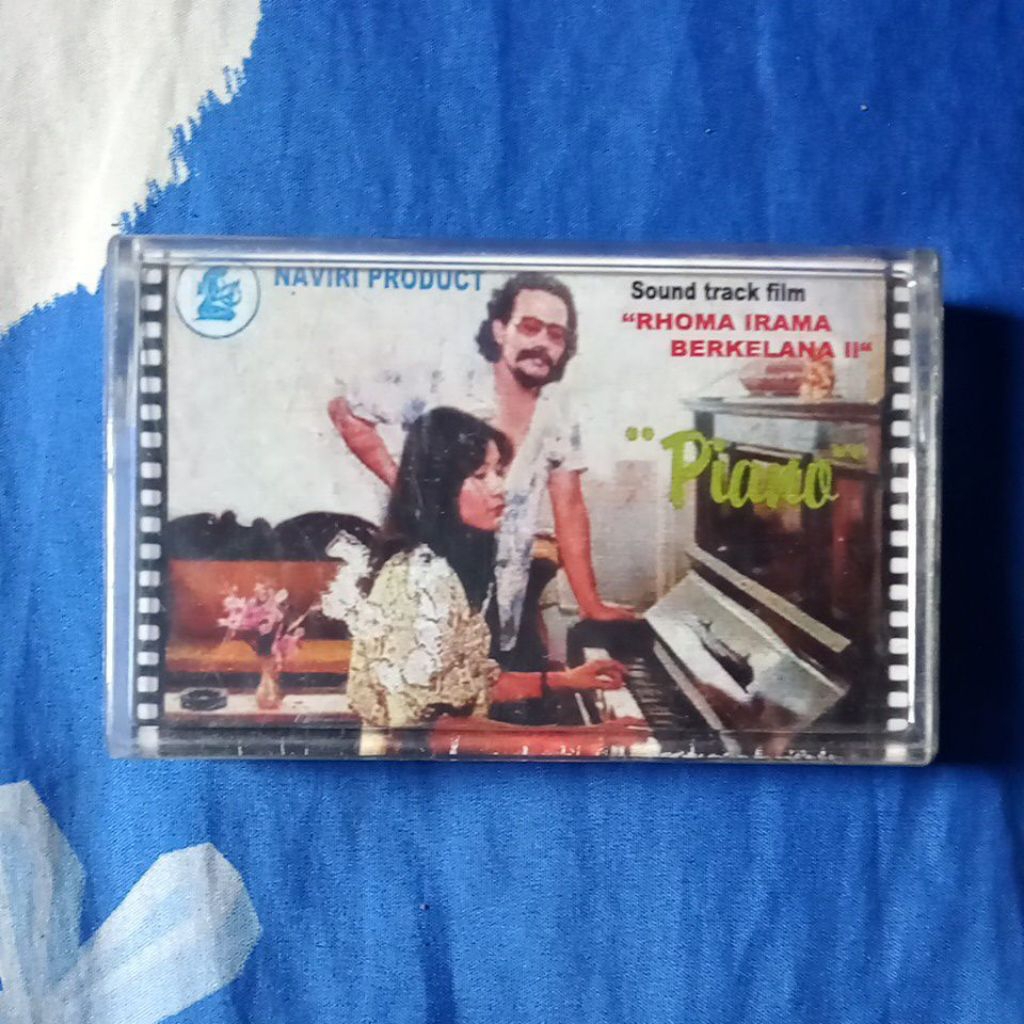 NAVIRI PRODUCT
Sound track film
“RHOMA IRAMA
BERKELANA II“
"Piano"